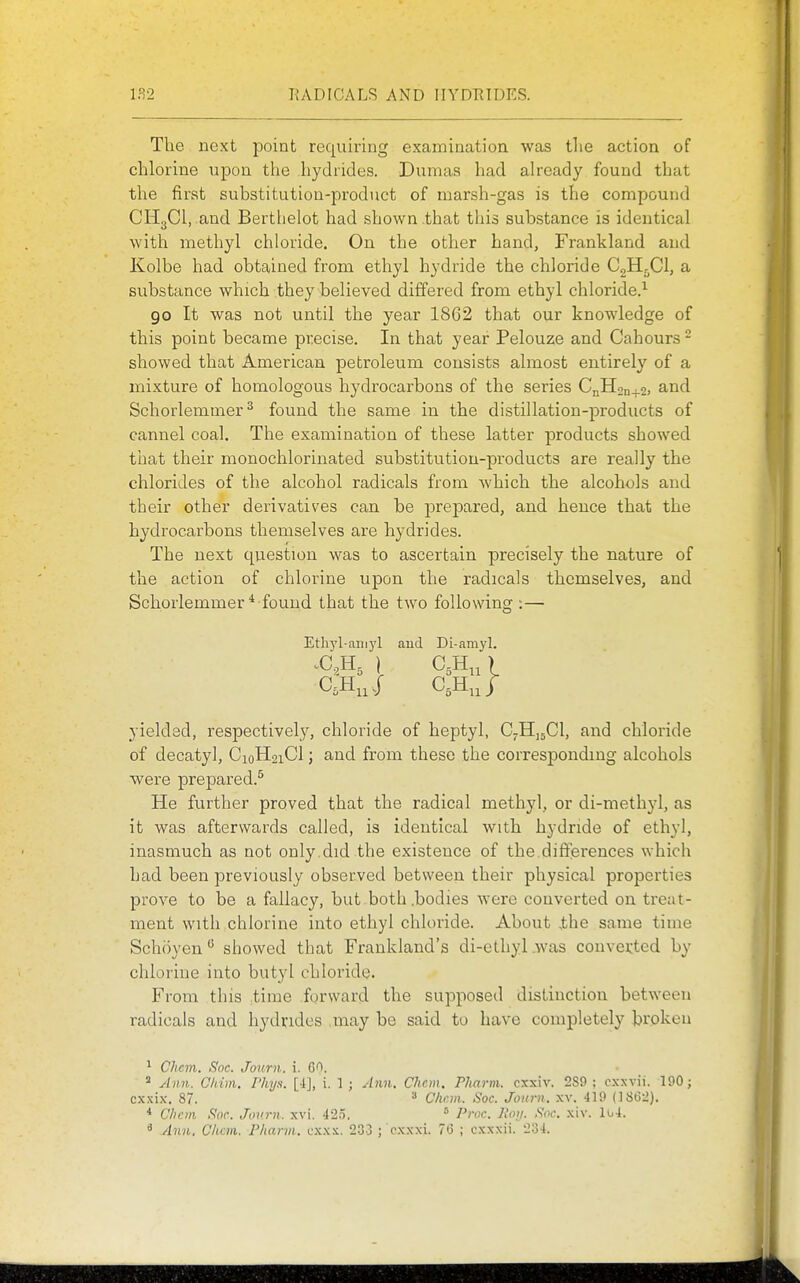 132 RADICALS AND HYDRIDES.
The next point requiring examination was the action of
chlorine upon the hydrides. Dumas had already found that
the first substitution-product of marsh-gas is the compound
CH₃Cl, and Berthelot had shown that this substance is identical
with methyl chloride. On the other hand, Frankland and
Kolbe had obtained from ethyl hydride the chloride C₂H₅Cl, a
substance which they believed differed from ethyl chloride.¹
90 It was not until the year 1862 that our knowledge of
this point became precise. In that year Pelouze and Cahours ²
showed that American petroleum consists almost entirely of a
mixture of homologous hydrocarbons of the series CₙH₂ₙ₊₂, and
Schorlemmer ³ found the same in the distillation-products of
cannel coal. The examination of these latter products showed
that their monochlorinated substitution-products are really the
chlorides of the alcohol radicals from which the alcohols and
their other derivatives can be prepared, and hence that the
hydrocarbons themselves are hydrides.
The next question was to ascertain precisely the nature of
the action of chlorine upon the radicals themselves, and
Schorlemmer ⁴ found that the two following :—
Ethyl-amyl and Di-amyl.
C₂H₅ } C₅H₁₁ }
C₅H₁₁ } C₅H₁₁ }
yielded, respectively, chloride of heptyl, C₇H₁₅Cl, and chloride
of decatyl, C₁₀H₂₁Cl; and from these the corresponding alcohols
were prepared.⁵
He further proved that the radical methyl, or di-methyl, as
it was afterwards called, is identical with hydride of ethyl,
inasmuch as not only did the existence of the differences which
had been previously observed between their physical properties
prove to be a fallacy, but both bodies were converted on treat-
ment with chlorine into ethyl chloride. About the same time
Schöyen ⁶ showed that Frankland's di-ethyl was converted by
chlorine into butyl chloride.
From this time forward the supposed distinction between
radicals and hydrides may be said to have completely broken
¹ Chem. Soc. Journ. i. 60.
² Ann. Chim. Phys. [4], i. 1 ; Ann. Chem. Pharm. cxxiv. 289 ; cxxvii. 190 ;
cxxix. 87. ³ Chem. Soc. Journ. xv. 419 (1862).
⁴ Chem. Soc. Journ. xvi. 425. ⁵ Proc. Roy. Soc. xiv. 164.
⁶ Ann. Chem. Pharm. cxxx. 233 ; cxxxi. 76 ; cxxxii. 234.